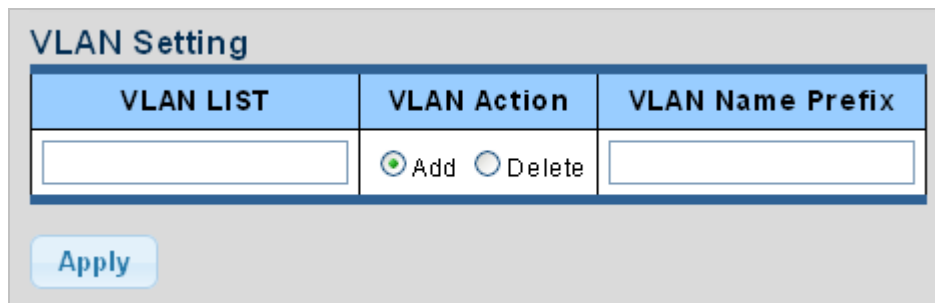 VLAN Setting
VLAN LIST VLAN Action VLAN Name Prefix
Add Delete
Apply